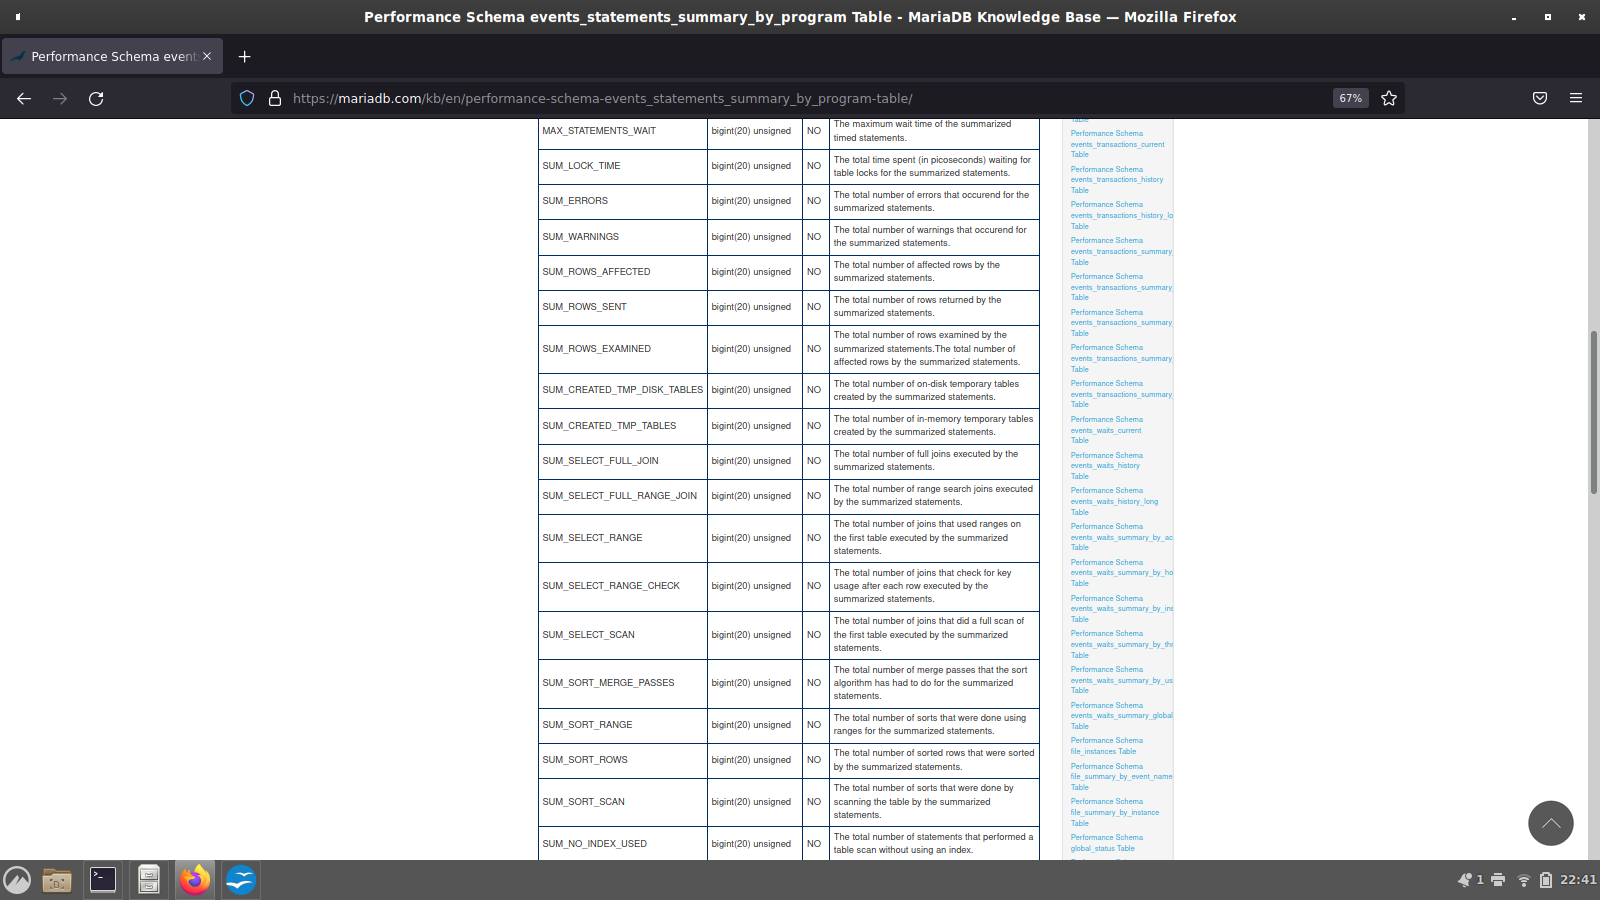 Performance Schema events_statements_summary_by_program Table - MariaDB Knowledge Base — Mozilla Firefox
Performance Schema event
https://mariadb.com/kb/en/performance-schema-events_statements_summary_by_program-table/
67%
MAX_STATEMENTS_WAIT bigint(20) unsigned NO The maximum wait time of the summarized
timed statements.
SUM_LOCK_TIME bigint(20) unsigned NO The total time spent (in picoseconds) waiting for
table locks for the summarized statements.
SUM_ERRORS bigint(20) unsigned NO The total number of errors that occurend for the
summarized statements.
SUM_WARNINGS bigint(20) unsigned NO The total number of warnings that occurend for
the summarized statements.
SUM_ROWS_AFFECTED bigint(20) unsigned NO The total number of affected rows by the
summarized statements.
SUM_ROWS_SENT bigint(20) unsigned NO The total number of rows returned by the
summarized statements.
SUM_ROWS_EXAMINED bigint(20) unsigned NO The total number of rows examined by the
summarized statements.The total number of
affected rows by the summarized statements.
SUM_CREATED_TMP_DISK_TABLES bigint(20) unsigned NO The total number of on-disk temporary tables
created by the summarized statements.
SUM_CREATED_TMP_TABLES bigint(20) unsigned NO The total number of in-memory temporary tables
created by the summarized statements.
SUM_SELECT_FULL_JOIN bigint(20) unsigned NO The total number of full joins executed by the
summarized statements.
SUM_SELECT_FULL_RANGE_JOIN bigint(20) unsigned NO The total number of range search joins executed
by the summarized statements.
SUM_SELECT_RANGE bigint(20) unsigned NO The total number of joins that used ranges on
the first table executed by the summarized
statements.
SUM_SELECT_RANGE_CHECK bigint(20) unsigned NO The total number of joins that check for key
usage after each row executed by the
summarized statements.
SUM_SELECT_SCAN bigint(20) unsigned NO The total number of joins that did a full scan of
the first table executed by the summarized
statements.
SUM_SORT_MERGE_PASSES bigint(20) unsigned NO The total number of merge passes that the sort
algorithm has had to do for the summarized
statements.
SUM_SORT_RANGE bigint(20) unsigned NO The total number of sorts that were done using
ranges for the summarized statements.
SUM_SORT_ROWS bigint(20) unsigned NO The total number of sorted rows that were sorted
by the summarized statements.
SUM_SORT_SCAN bigint(20) unsigned NO The total number of sorts that were done by
scanning the table by the summarized
statements.
SUM_NO_INDEX_USED bigint(20) unsigned NO The total number of statements that performed a
table scan without using an index.
Table
Performance Schema
events_transactions_current
Table
Performance Schema
events_transactions_history
Table
Performance Schema
events_transactions_history_lo
Table
Performance Schema
events_transactions_summary_
Table
Performance Schema
events_transactions_summary_
Table
Performance Schema
events_transactions_summary_
Table
Performance Schema
events_transactions_summary_
Table
Performance Schema
events_transactions_summary_
Table
Performance Schema
events_waits_current
Table
Performance Schema
events_waits_history
Table
Performance Schema
events_waits_history_long
Table
Performance Schema
events_waits_summary_by_ac
Table
Performance Schema
events_waits_summary_by_ho
Table
Performance Schema
events_waits_summary_by_ins
Table
Performance Schema
events_waits_summary_by_thr
Table
Performance Schema
events_waits_summary_by_us
Table
Performance Schema
events_waits_summary_global
Table
Performance Schema
file_instances Table
Performance Schema
file_summary_by_event_name
Table
Performance Schema
file_summary_by_instance
Table
Performance Schema
global_status Table
1
22:41